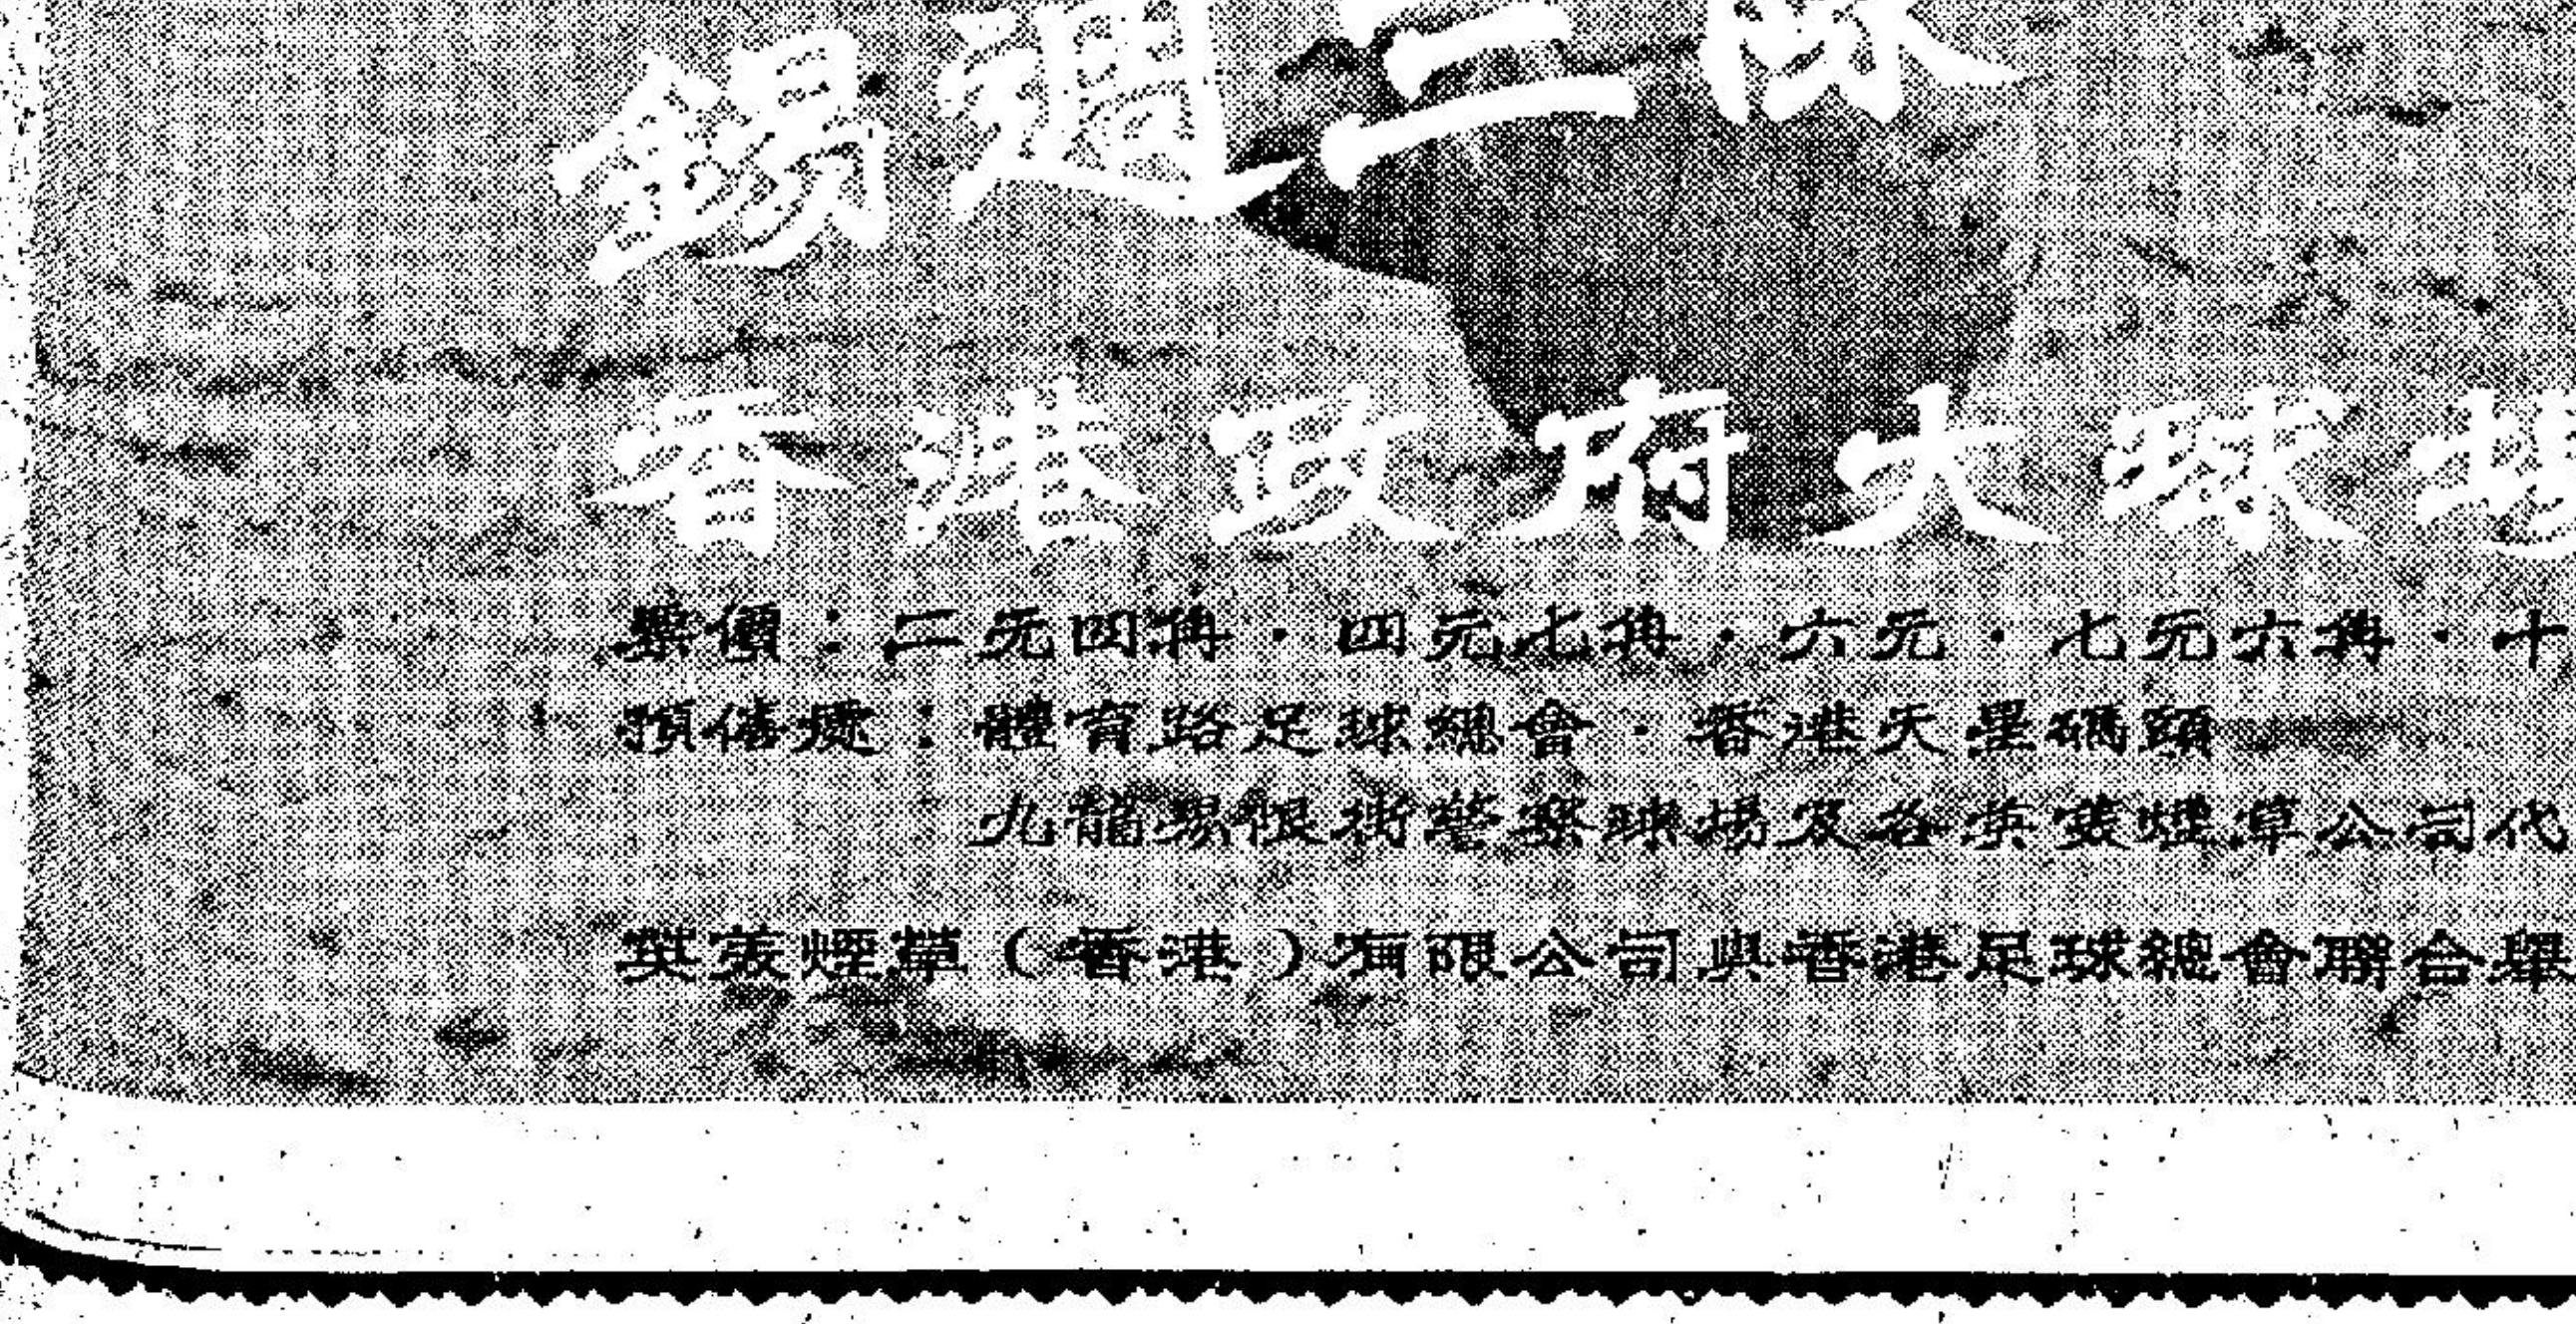 錫週二隊
香港政府大球場
票價：二元四角·四元七角·六元·七元六角·十
預售處：體育路足球總會·香港天星碼頭
九龍界限街警察球場及各英美煙草公司代
英美煙草（香港）有限公司與香港足球總會聯合舉